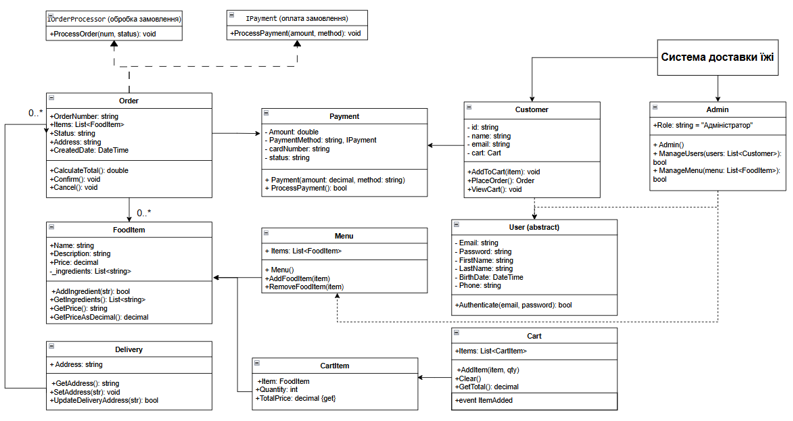 IOrderProcessor (обробка замовлення)
+ProcessOrder(num, status): void
IPayment (оплата замовлення)
+ProcessPayment(amount, method): void
Система доставки їжі
Order
+OrderNumber: string
+Items: List<FoodItem>
+Status: string
+Address: string
+CreatedDate: DateTime
+CalculateTotal(): double
+Confirm(): void
+Cancel(): void
0..*
0..*
Payment
- Amount: double
- PaymentMethod: string, IPayment
- cardNumber: string
- status: string
+ Payment(amount: decimal, method: string)
+ ProcessPayment(): bool
Customer
- id: string
- name: string
- email: string
- cart: Cart
+AddToCart(item): void
+PlaceOrder(): Order
+ViewCart(): void
Admin
+Role: string = "Адміністратор"
+ Admin()
+ ManageUsers(users: List<Customer>):
bool
+ ManageMenu(menu: List<FoodItem>):
bool
FoodItem
+Name: string
+Description: string
+Price: decimal
-_ingredients: List<string>
+AddIngredient(str): bool
+GetIngredients(): List<string>
+GetPrice(): string
+GetPriceAsDecimal(): decimal
Menu
+ Items: List<FoodItem>
+ Menu()
+AddFoodItem(item)
+RemoveFoodItem(item)
User (abstract)
- Email: string
- Password: string
- FirstName: string
- LastName: string
- BirthDate: DateTime
- Phone: string
+Authenticate(email, password): bool
Delivery
+ Address: string
+GetAddress(): string
+SetAddress(str): void
+UpdateDeliveryAddress(str): bool
CartItem
+Item: FoodItem
+Quantity: int
+TotalPrice: decimal {get}
Cart
+Items: List<CartItem>
+AddItem(item, qty)
+Clear()
+GetTotal(): decimal
+event ItemAdded